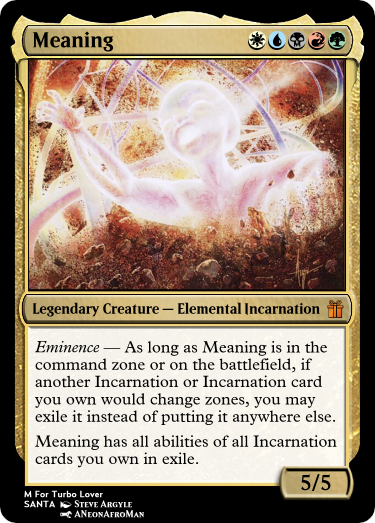 Meaning
Legendary Creature — Elemental Incarnation
Eminence — As long as Meaning is in the
command zone or on the battlefield, if
another Incarnation or Incarnation card
you own would change zones, you may
exile it instead of putting it anywhere else.
Meaning has all abilities of all Incarnation
cards you own in exile.
5/5
M For Turbo Lover
SANTA Steve Argyle
ANeonAfroMan